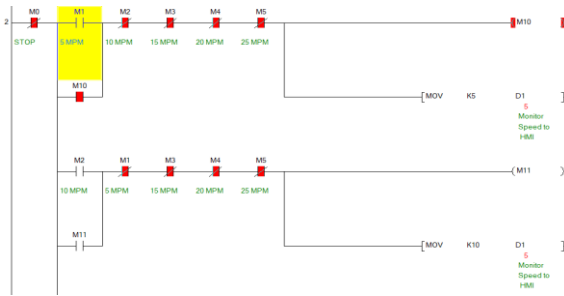 M0 M1 M2 M3 M4 M5
2 M10
STOP 5 MPM 10 MPM 15 MPM 20 MPM 25 MPM
M10
MOV K5 D1
5
Monitor
Speed to
HMI
M2 M1 M3 M4 M5
M11
10 MPM 5 MPM 15 MPM 20 MPM 25 MPM
M11
MOV K10 D1
5
Monitor
Speed to
HMI